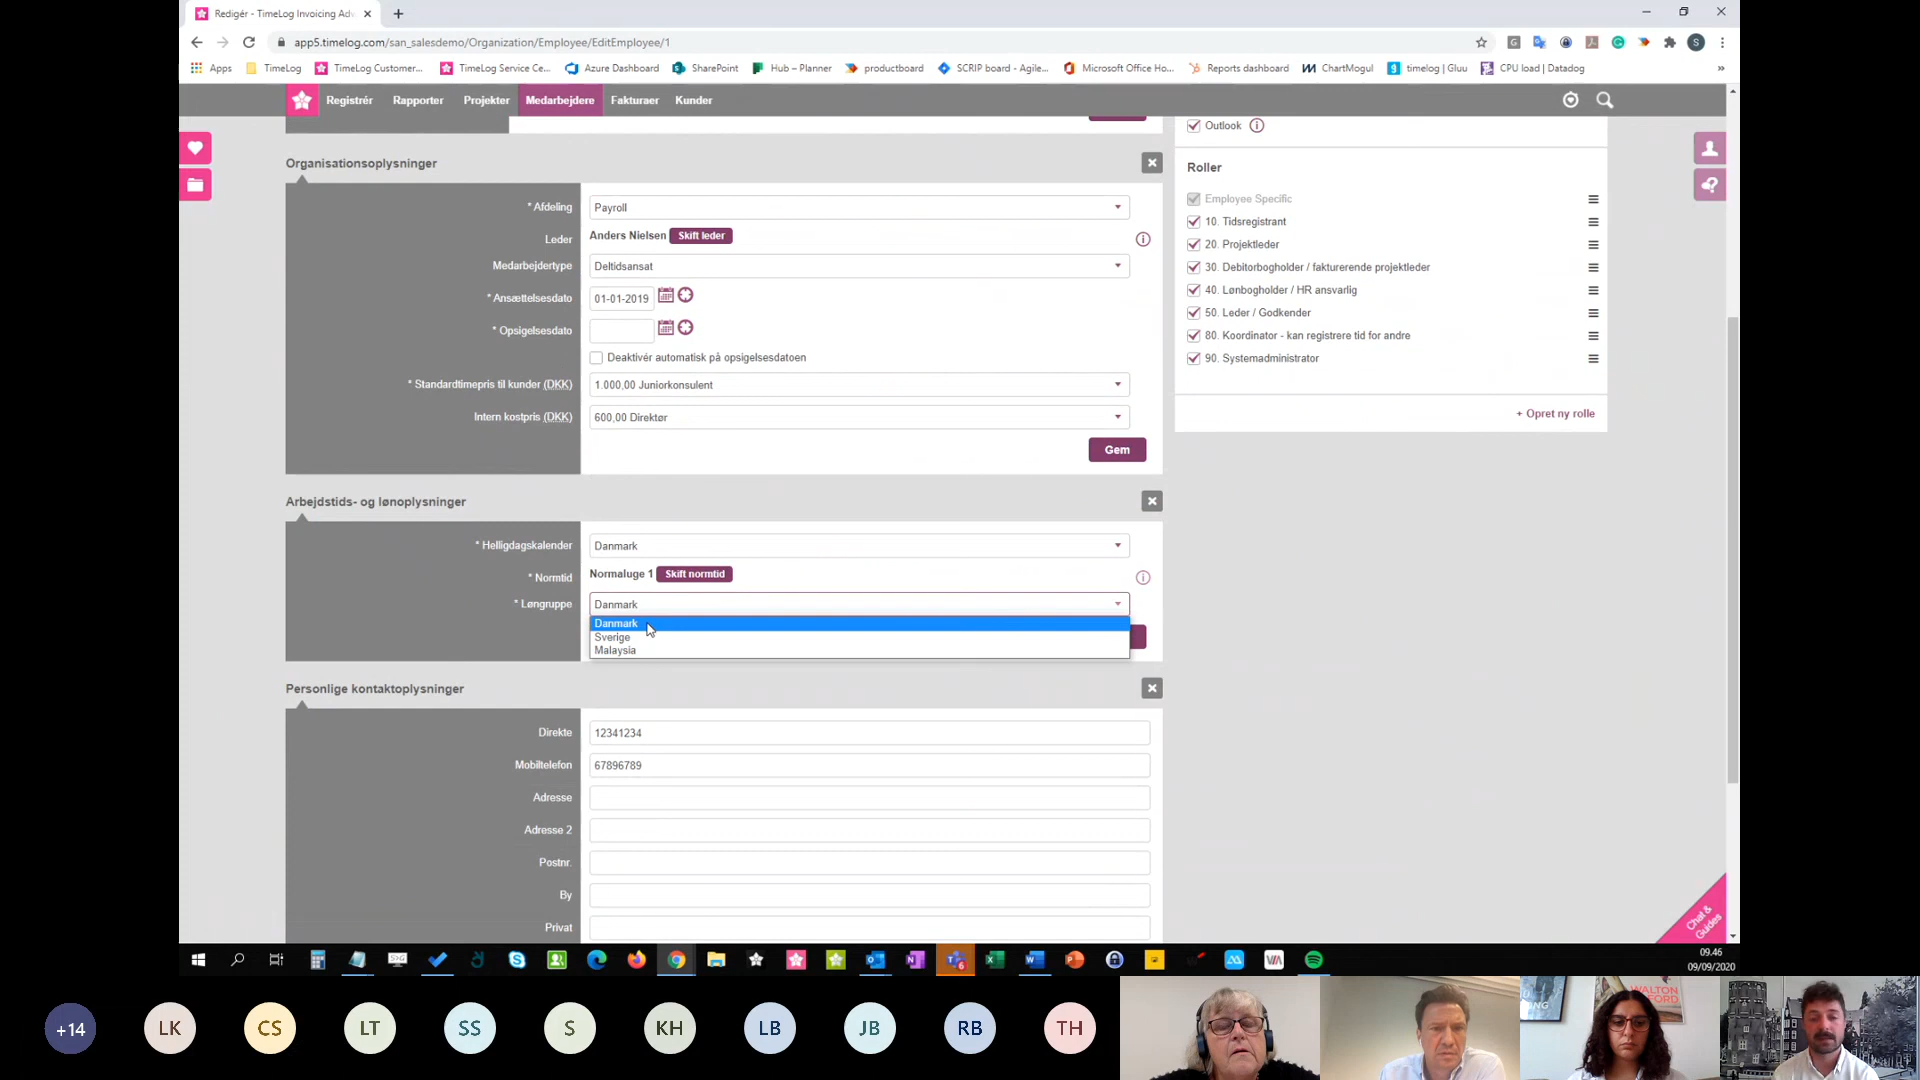 Redigér - TimeLog Invoicing Adv
app5.timelog.com/san_salesdemo/Organization/Employee/EditEmployee/1
Apps TimeLog TimeLog Customer... TimeLog Service Ce... Azure Dashboard SharePoint Hub – Planner productboard SCRIP board - Agile... Microsoft Office Ho... Reports dashboard ChartMogul timelog | Gluu CPU load | Datadog
Registrér Rapporter Projekter Medarbejdere Fakturaer Kunder
Organisationsoplysninger
* Afdeling Payroll
Leder Anders Nielsen Skift leder
Medarbejdertype Deltidsansat
* Ansættelsesdato 01-01-2019
* Opsigelsesdato
Deaktivér automatisk på opsigelsesdatoen
* Standardtimepris til kunder (DKK) 1.000,00 Juniorkonsulent
Intern kostpris (DKK) 600,00 Direktør
Gem
Arbejdstids- og lønoplysninger
* Helligdagskalender Danmark
* Normtid Normaluge 1 Skift normtid
* Løngruppe Danmark
Danmark
Sverige
Malaysia
Personlige kontaktoplysninger
Direkte 12341234
Mobiltelefon 67896789
Adresse
Adresse 2
Postnr.
By
Privat
Outlook
Roller
Employee Specific
10. Tidsregistrant
20. Projektleder
30. Debitorbogholder / fakturerende projektleder
40. Lønbogholder / HR ansvarlig
50. Leder / Godkender
80. Koordinator - kan registrere tid for andre
90. Systemadministrator
+ Opret ny rolle
Chat &
Guides
09.46
09/09/2020
+14 LK CS LT SS S KH LB JB RB TH
WALTON
FORD